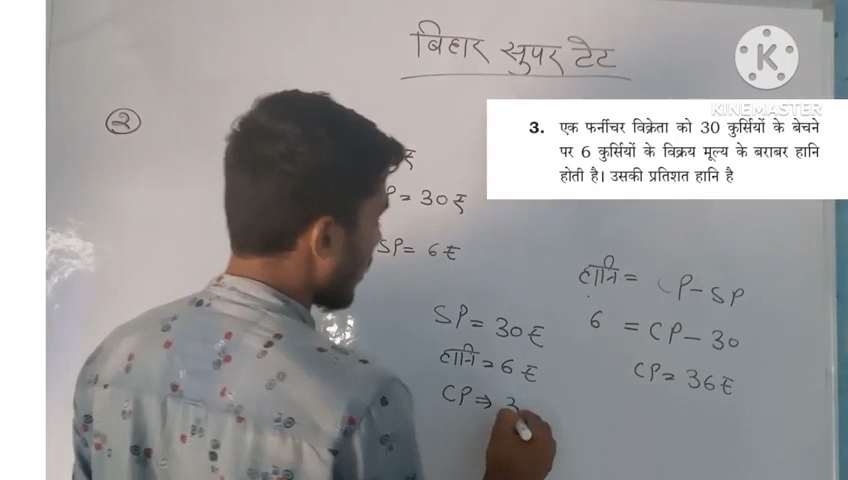 बिहार सुपर टैट
KINEMASTER
3. एक फर्नीचर विक्रेता को 30 कुर्सियों के बेचने
पर 6 कुर्सियों के विक्रय मूल्य के बराबर हानि
होती है। उसकी प्रतिशत हानि है
②
= 30 ₹
SP = 6 ₹
SP = 30 ₹
हानि = 6 ₹
CP ⇒ 3
हानि = CP - SP
6 = CP - 30
CP = 36 ₹